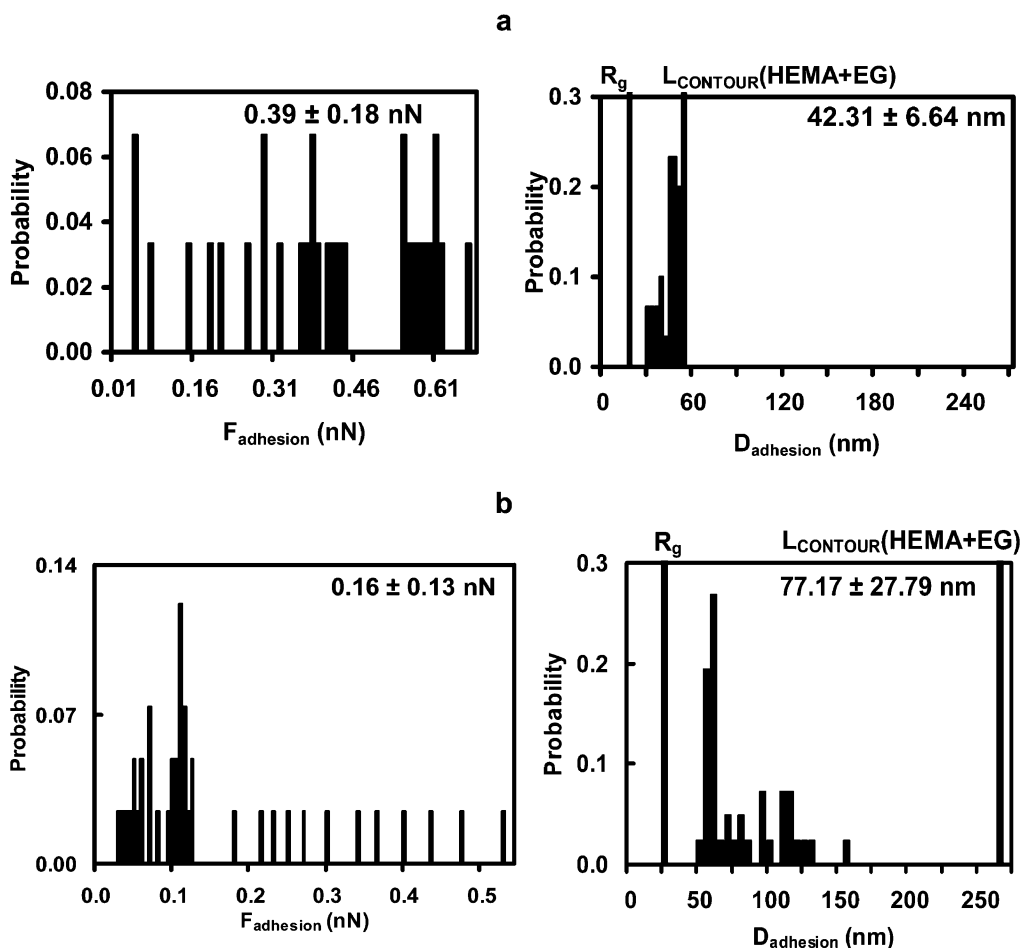 a
0.08
0.06
0.04
0.02
0.00
Probability
0.39 ± 0.18 nN
0.01 0.16 0.31 0.46 0.61
Fadhesion (nN)
Rg LCONTOUR(HEMA+EG)
0.3
0.2
0.1
0.0
Probability
42.31 ± 6.64 nm
0 60 120 180 240
Dadhesion (nm)
b
0.14
0.07
0.00
Probability
0.16 ± 0.13 nN
0.0 0.1 0.2 0.3 0.4 0.5
Fadhesion (nN)
Rg LCONTOUR(HEMA+EG)
0.3
0.2
0.1
0.0
Probability
77.17 ± 27.79 nm
0 50 100 150 200 250
Dadhesion (nm)